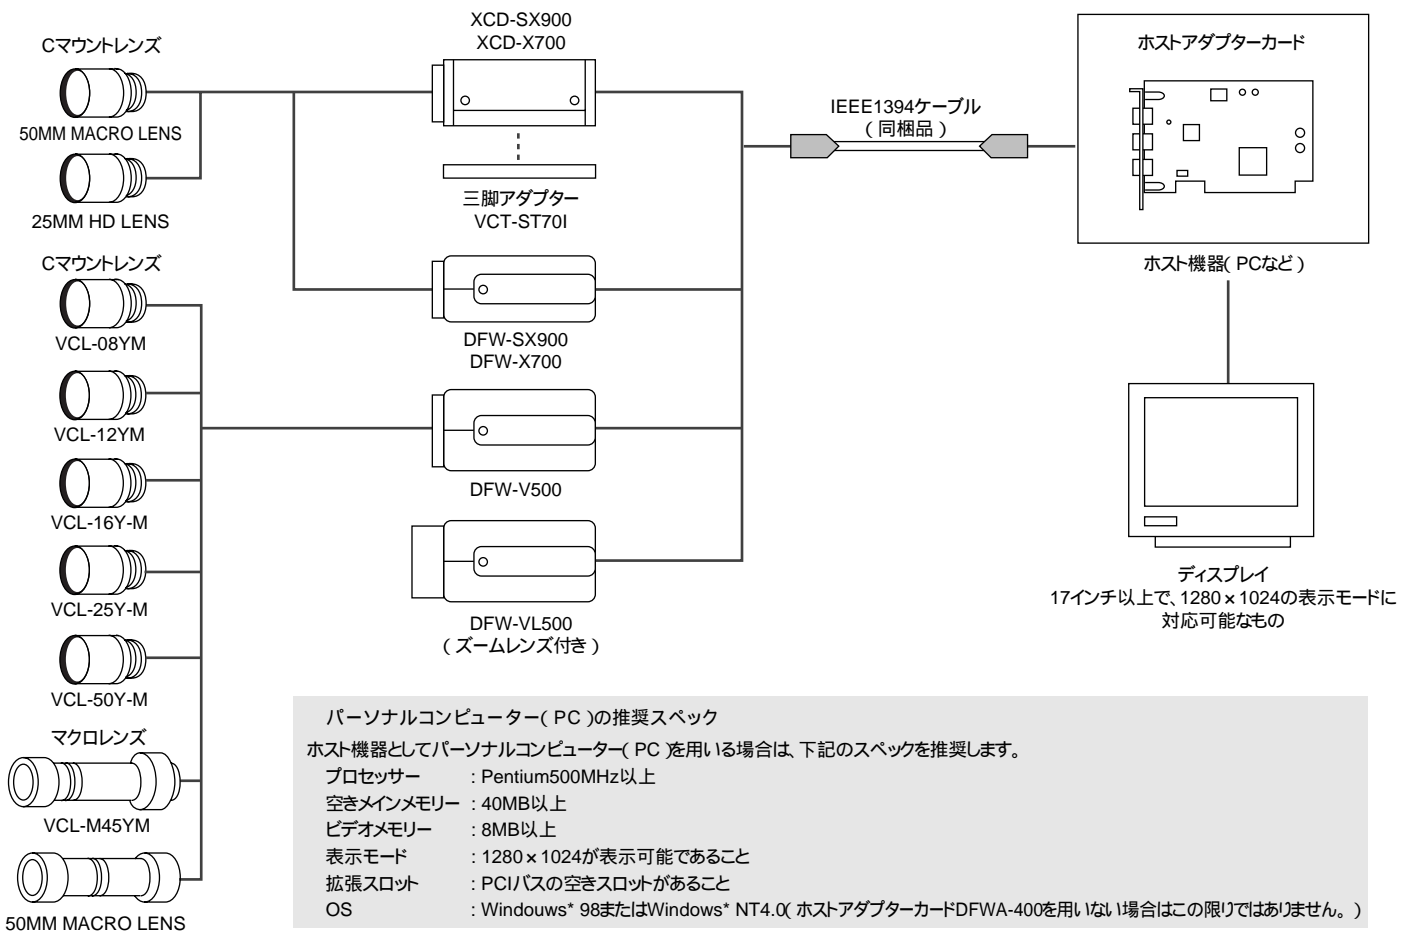 Cマウントレンズ
50MM MACRO LENS
25MM HD LENS
Cマウントレンズ
VCL-08YM
VCL-12YM
VCL-16Y-M
VCL-25Y-M
VCL-50Y-M
マクロレンズ
VCL-M45YM
50MM MACRO LENS
XCD-SX900
XCD-X700
三脚アダプター
VCT-ST70I
DFW-SX900
DFW-X700
DFW-V500
DFW-VL500
(ズームレンズ付き)
IEEE1394ケーブル
(同梱品)
ホストアダプターカード
ホスト機器(PCなど)
ディスプレイ
17インチ以上で、1280×1024の表示モードに
対応可能なもの
パーソナルコンピューター(PC)の推奨スペック
ホスト機器としてパーソナルコンピューター(PC)を用いる場合は、下記のスペックを推奨します。
プロセッサー : Pentium500MHz以上
空きメインメモリー : 40MB以上
ビデオメモリー : 8MB以上
表示モード : 1280×1024が表示可能であること
拡張スロット : PCIバスの空きスロットがあること
OS : Windouws* 98またはWindows* NT4.0(ホストアダプターカードDFWA-400を用いない場合はこの限りではありません。)